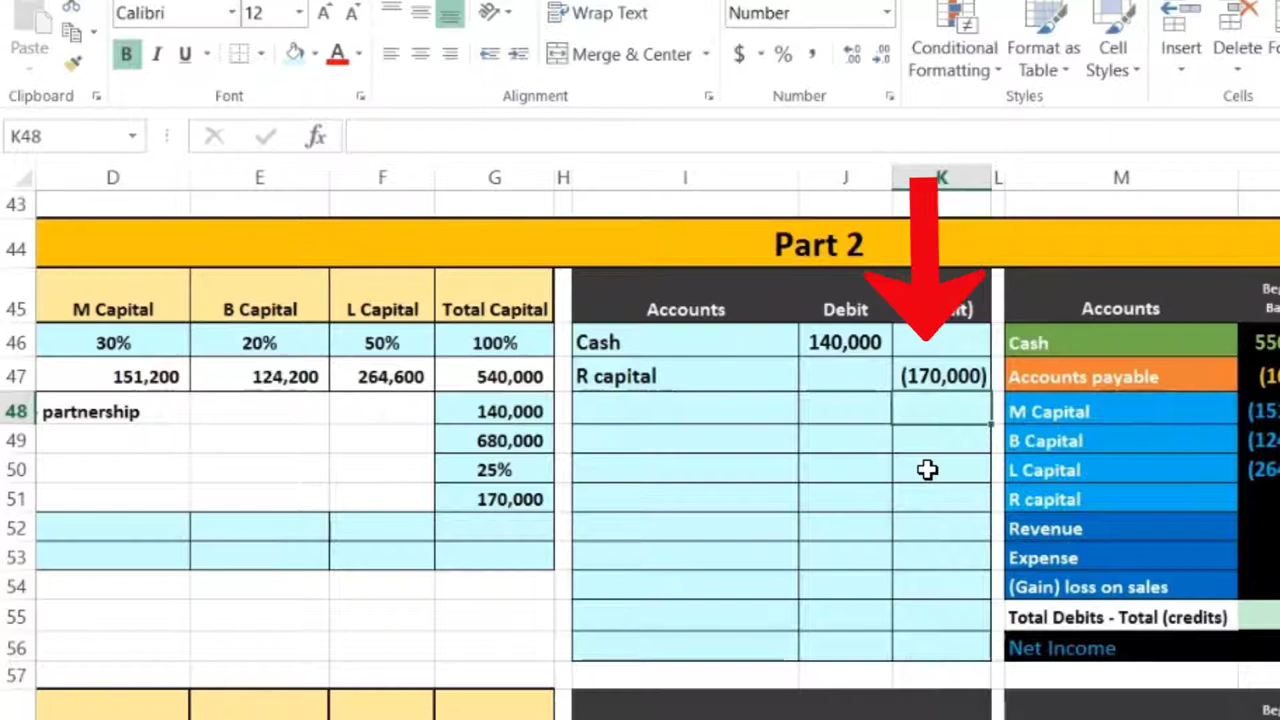 Calibri 12 A A Wrap Text Number
Paste B I U A Merge & Center $ % , Conditional Format as Cell Insert Delete
Formatting Table Styles
Clipboard Font Alignment Number Styles Cells
K48 fx
D E F G H I J K L M
43
44 Part 2
45 M Capital B Capital L Capital Total Capital Accounts Debit Accounts
46 30% 20% 50% 100% Cash 140,000 Cash
47 151,200 124,200 264,600 540,000 R capital (170,000) Accounts payable
48 partnership 140,000 M Capital
49 680,000 B Capital
50 25% L Capital
51 170,000 R capital
52 Revenue
53 Expense
54 (Gain) loss on sales
55 Total Debits - Total (credits)
56 Net Income
57